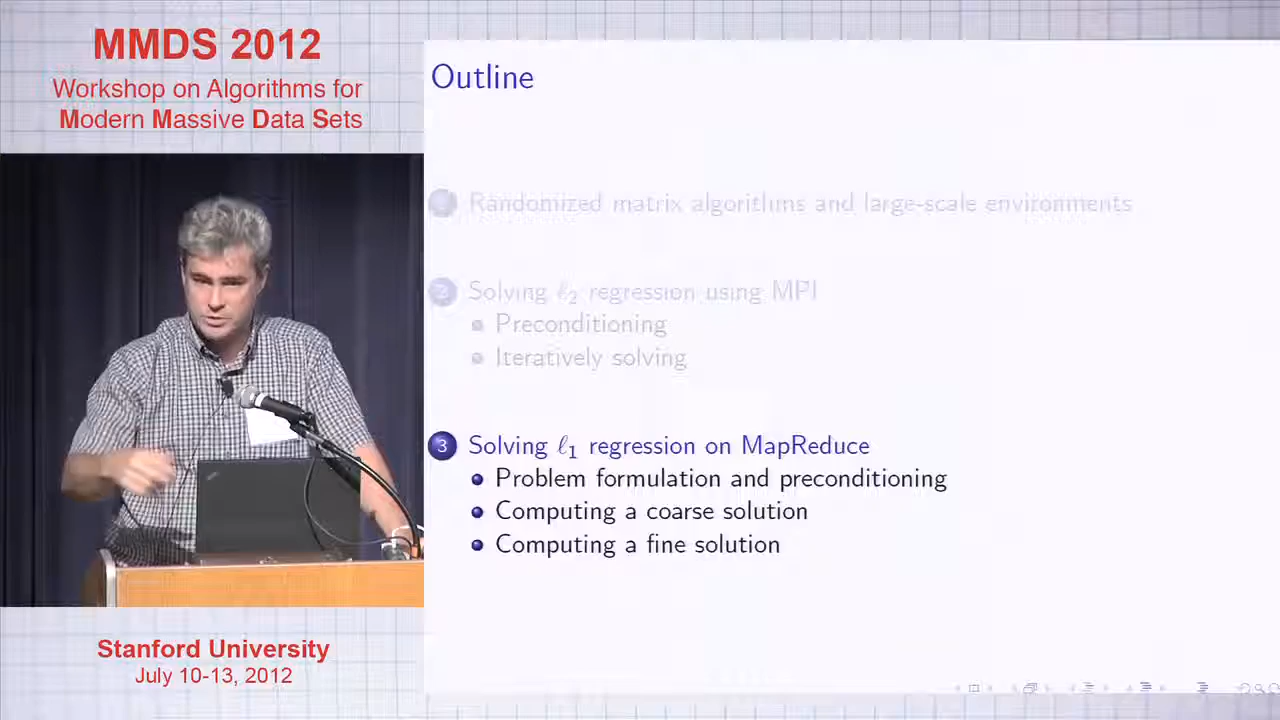 MMDS 2012
Workshop on Algorithms for
Modern Massive Data Sets
Outline
1 Randomized matrix algorithms and large-scale environments
2 Solving ℓ2 regression using MPI
Preconditioning
Iteratively solving
3 Solving ℓ1 regression on MapReduce
Problem formulation and preconditioning
Computing a coarse solution
Computing a fine solution
Stanford University
July 10-13, 2012